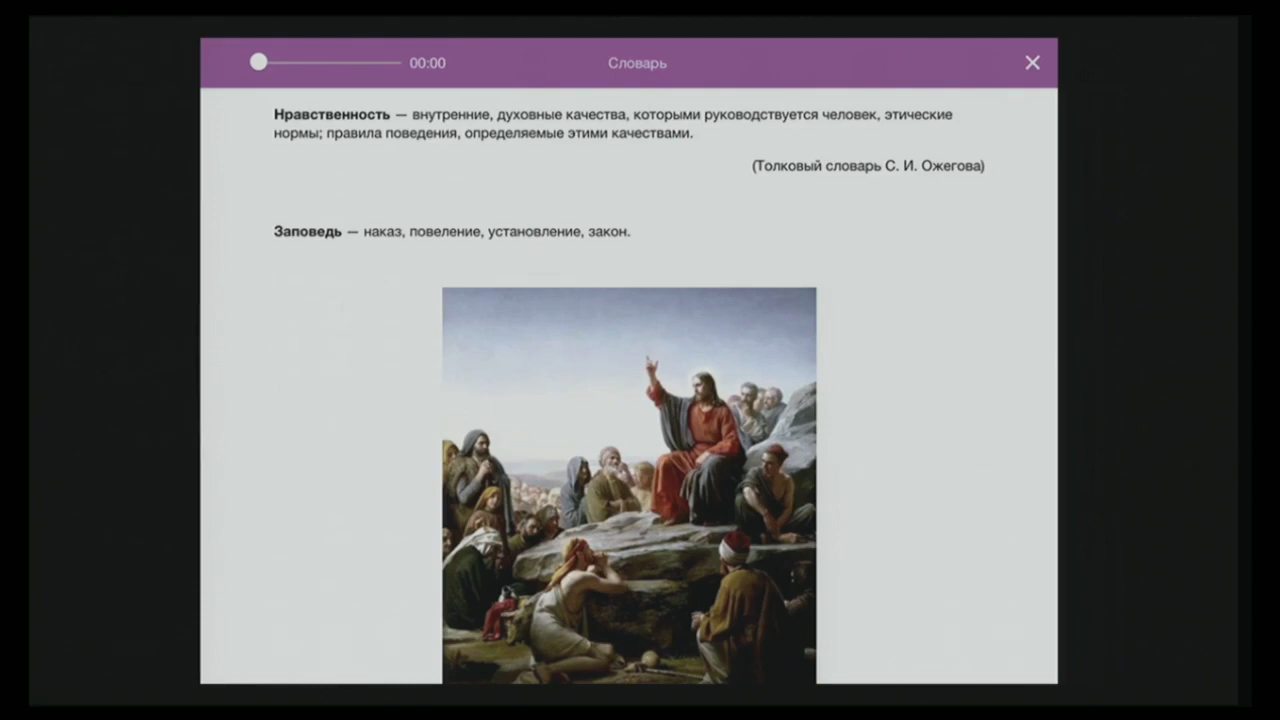 00:00
Словарь
Нравственность — внутренние, духовные качества, которыми руководствуется человек, этические
нормы; правила поведения, определяемые этими качествами.
(Толковый словарь С. И. Ожегова)
Заповедь — наказ, повеление, установление, закон.